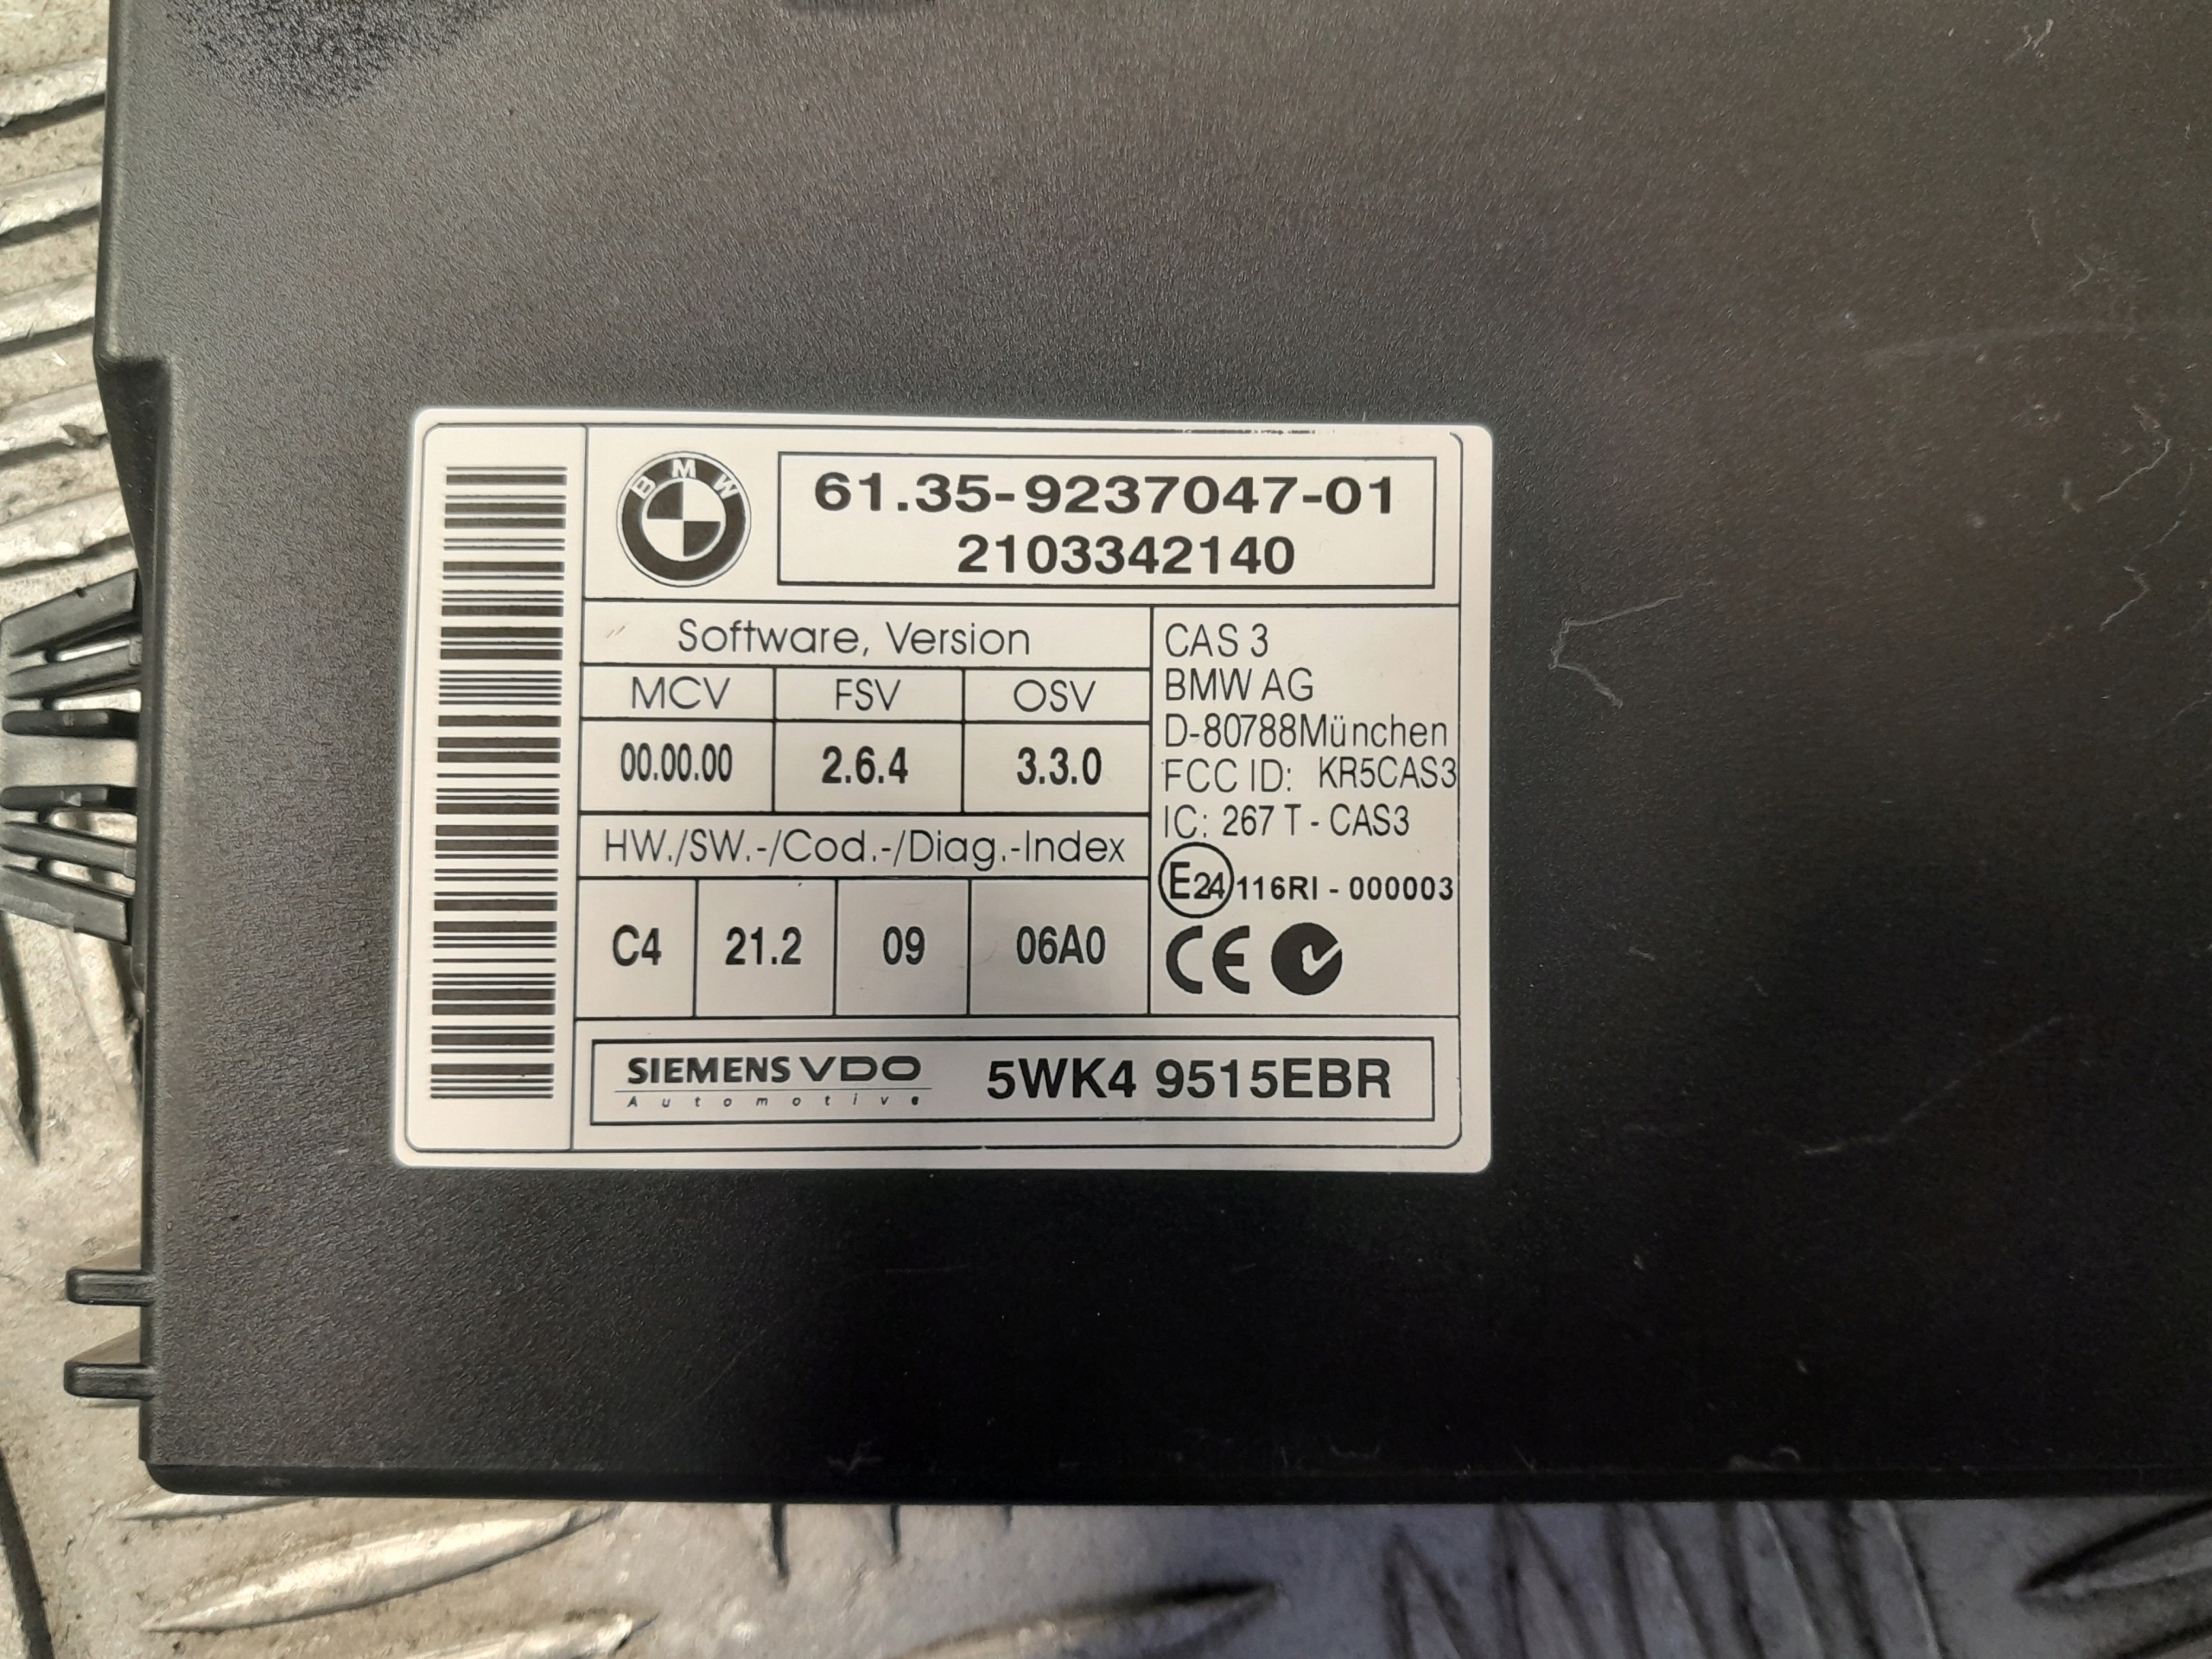 BMW
61.35-9237047-01
2103342140
Software, Version
MCV FSV OSV
00.00.00 2.6.4 3.3.0
HW./SW.-/Cod.-/Diag.-Index
C4 21.2 09 06A0
CAS 3
BMW AG
D-80788München
FCC ID: KR5CAS3
IC: 267 T - CAS3
E24 116RI - 000003
CE
SIEMENS VDO
Automotive
5WK4 9515EBR